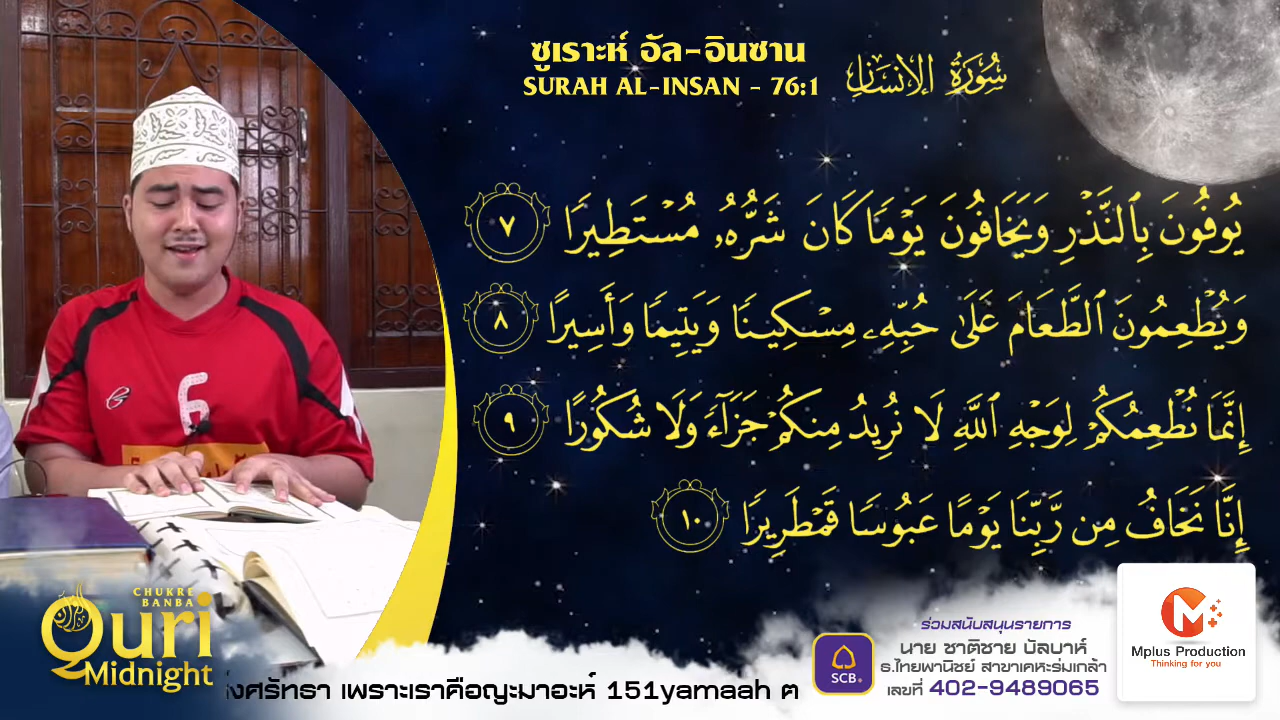 ซูเราะห์ อัล-อินซาน
SURAH AL-INSAN - 76:1
سُورَةُ الإِنسَانِ
يُوفُونَ بِٱلنَّذْرِ وَيَخَافُونَ يَوْمًا كَانَ شَرُّهُۥ مُسْتَطِيرًا ٧
وَيُطْعِمُونَ ٱلطَّعَامَ عَلَىٰ حُبِّهِۦ مِسْكِينًا وَيَتِيمًا وَأَسِيرًا ٨
إِنَّمَا نُطْعِمُكُمْ لِوَجْهِ ٱللَّهِ لَا نُرِيدُ مِنكُمْ جَزَآءً وَلَا شُكُورًا ٩
إِنَّا نَخَافُ مِن رَّبِّنَا يَوْمًا عَبُوسًا قَمْطَرِيرًا ١٠
6
CHUKRE
BANBA
Quri
Midnight
ร่วมสนับสนุนรายการ
นาย ชาติชาย บัลบาห์
ธ.ไทยพานิชย์ สาขาเคหะร่มเกล้า
เลขที่ 402-9489065
SCB
M
Mplus Production
Thinking for you
ศรัทธา เพราะเราคือญะมาอะห์ 151yamaah ต